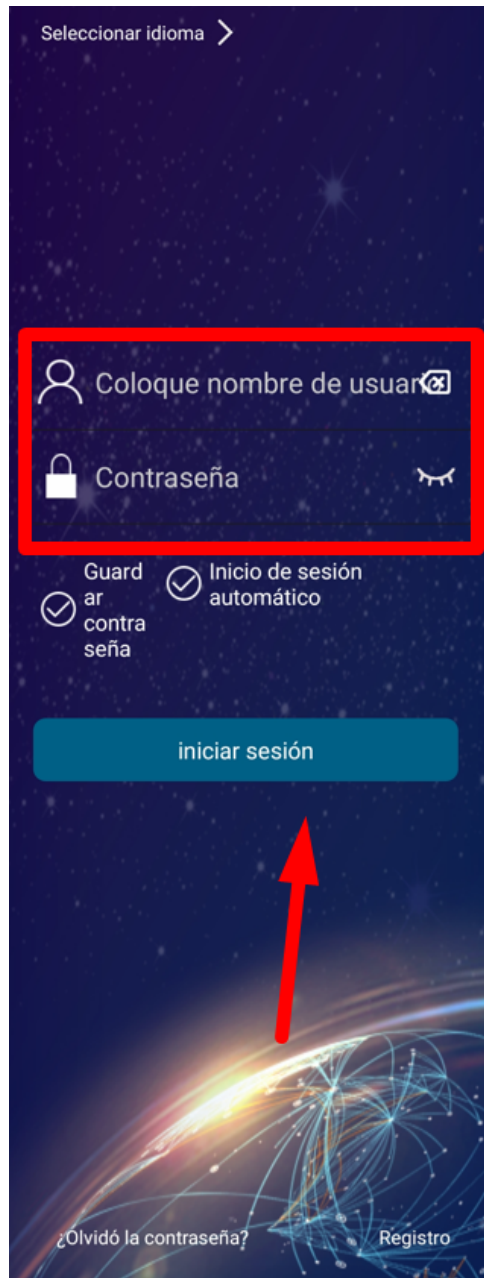 Seleccionar idioma
Coloque nombre de usuar
Contraseña
Guard
ar
contra
seña
Inicio de sesión
automático
iniciar sesión
¿Olvidó la contraseña?
Registro